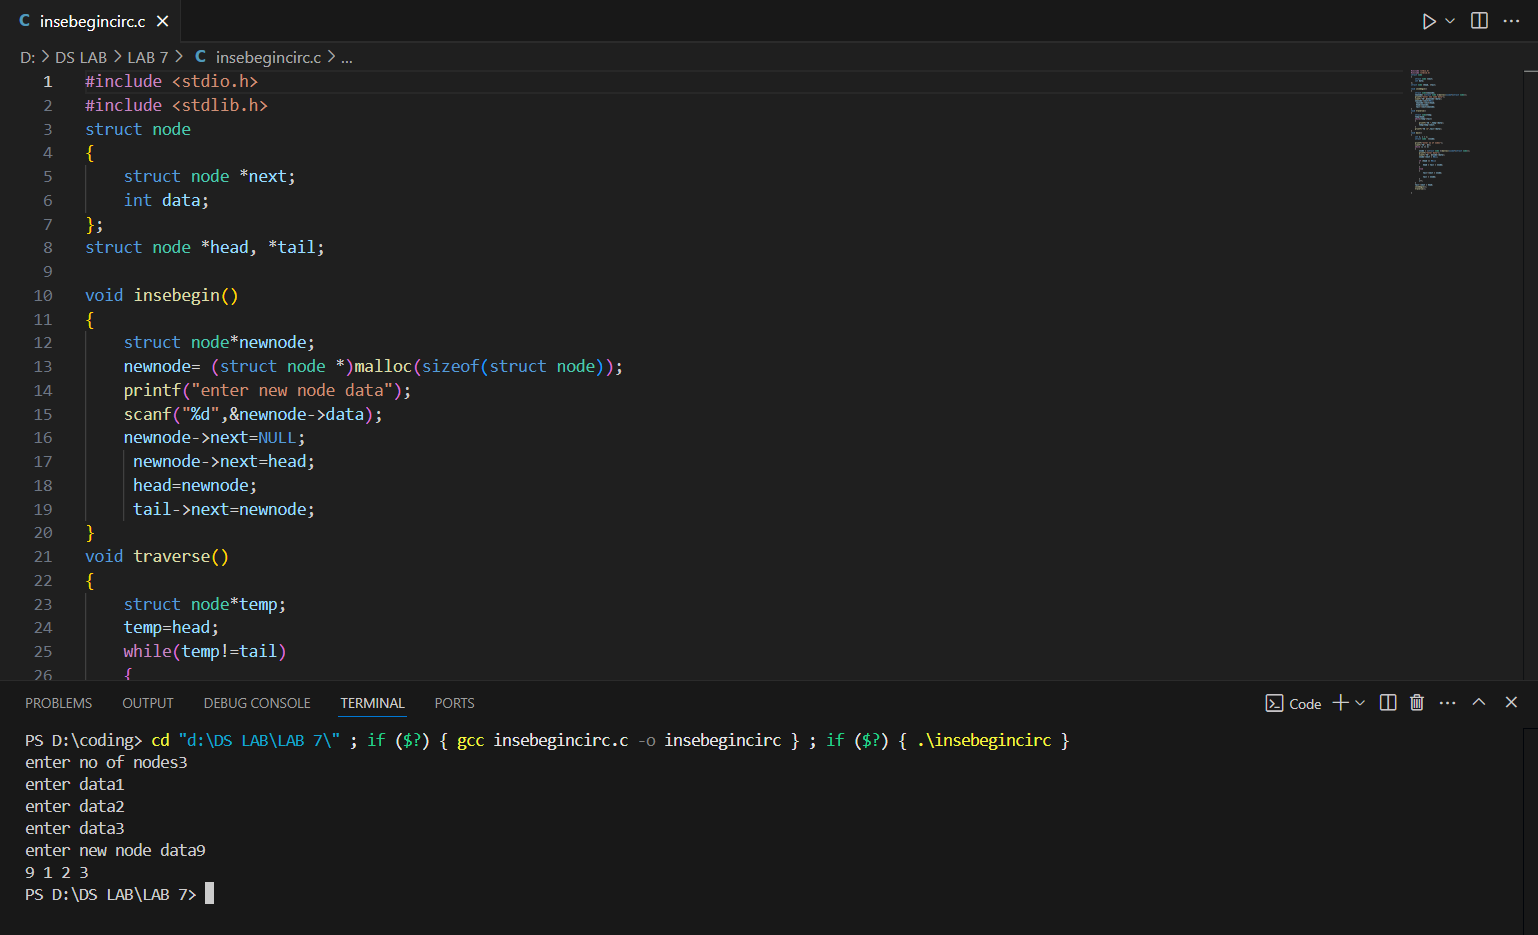 C insebegincirc.c
D: > DS LAB > LAB 7 > C insebegincirc.c > ...
1 #include <stdio.h>
2 #include <stdlib.h>
3 struct node
4 {
5 struct node *next;
6 int data;
7 };
8 struct node *head, *tail;
9
10 void insebegin()
11 {
12 struct node*newnode;
13 newnode= (struct node *)malloc(sizeof(struct node));
14 printf("enter new node data");
15 scanf("%d",&newnode->data);
16 newnode->next=NULL;
17 newnode->next=head;
18 head=newnode;
19 tail->next=newnode;
20 }
21 void traverse()
22 {
23 struct node*temp;
24 temp=head;
25 while(temp!=tail)
26 {
PROBLEMS OUTPUT DEBUG CONSOLE TERMINAL PORTS Code
PS D:\coding> cd "d:\DS LAB\LAB 7\" ; if ($?) { gcc insebegincirc.c -o insebegincirc } ; if ($?) { .\insebegincirc }
enter no of nodes3
enter data1
enter data2
enter data3
enter new node data9
9 1 2 3
PS D:\DS LAB\LAB 7>